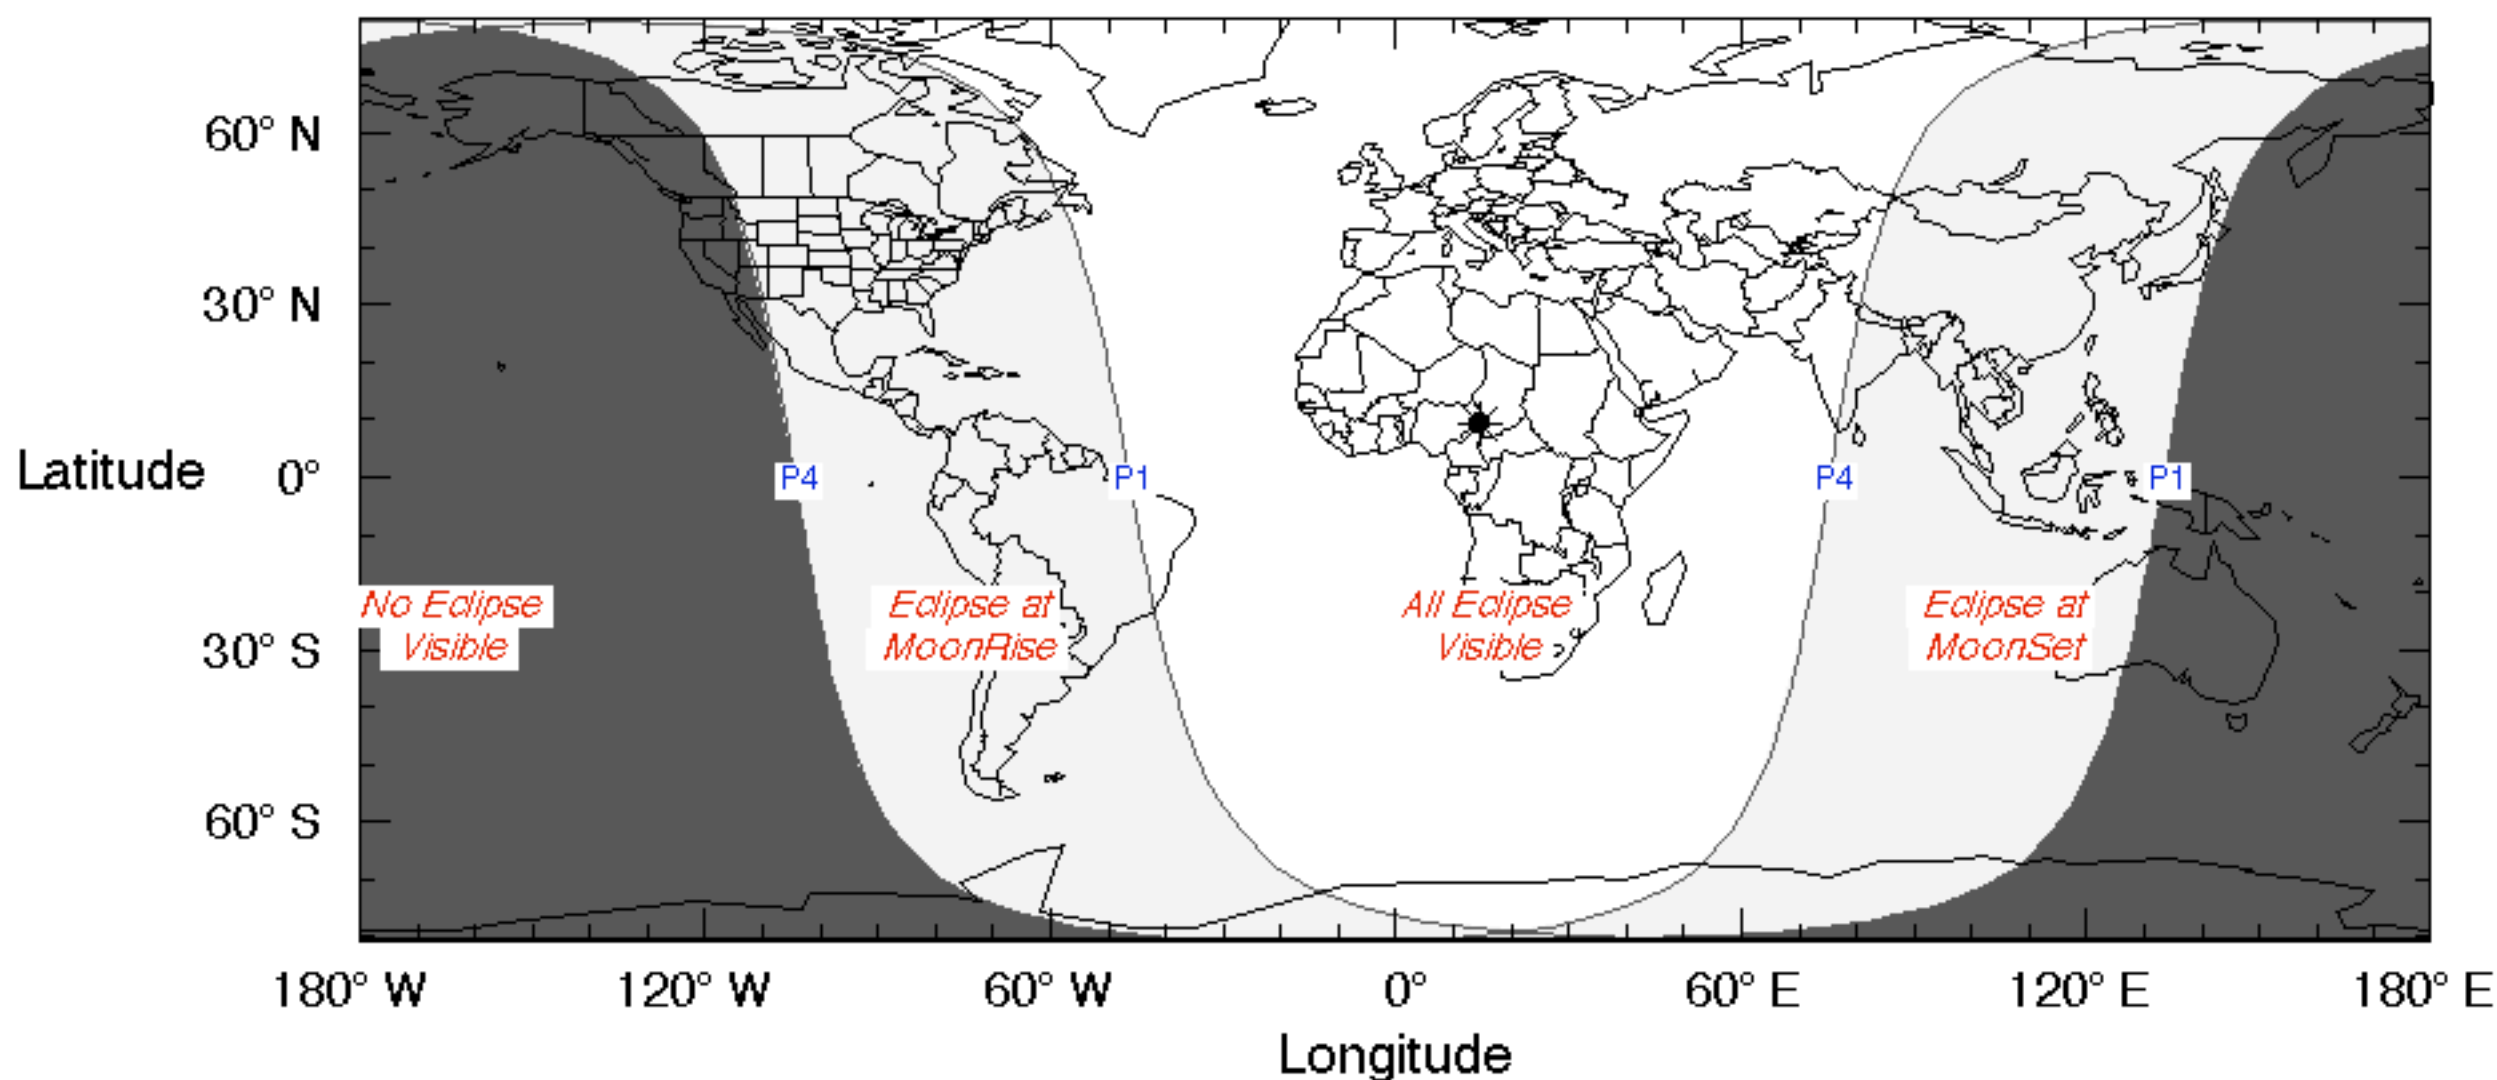 60° N
30° N
Latitude 0°
P4 P1 P4 P1
No Eclipse Visible
Eclipse at MoonRise
All Eclipse Visible
Eclipse at MoonSet
30° S
60° S
180° W 120° W 60° W 0° 60° E 120° E 180° E
Longitude